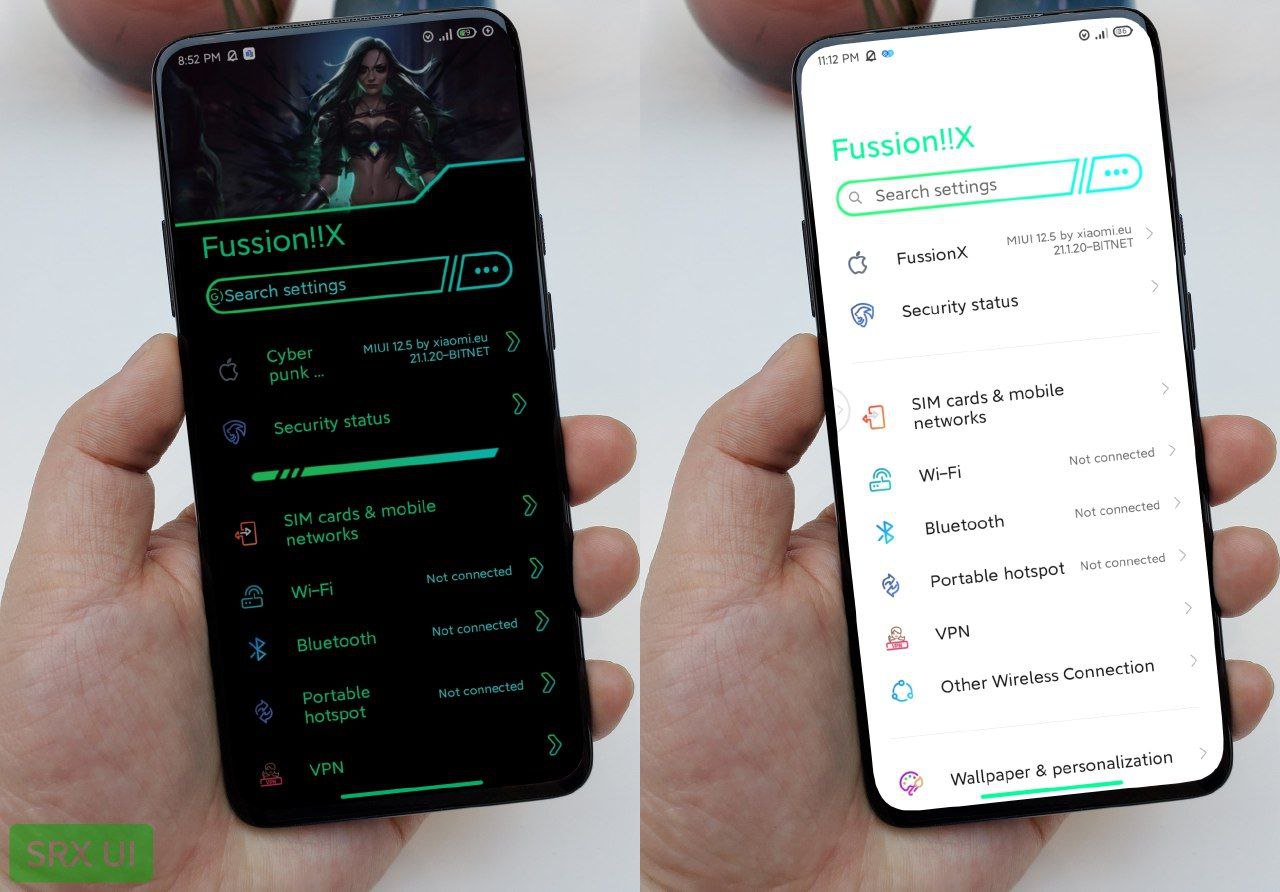 8:52 PM
Fussion!!X
Search settings
Cyber
punk ...
MIUI 12.5 by xiaomi.eu
21.1.20-BITNET
Security status
SIM cards & mobile
networks
Wi-Fi
Not connected
Bluetooth
Not connected
Portable
hotspot
Not connected
VPN
SRX UI
11:12 PM
Fussion!!X
Search settings
FussionX
MIUI 12.5 by xiaomi.eu
21.1.20-BITNET
Security status
SIM cards & mobile
networks
Wi-Fi
Not connected
Bluetooth
Not connected
Portable hotspot
Not connected
VPN
Other Wireless Connection
Wallpaper & personalization